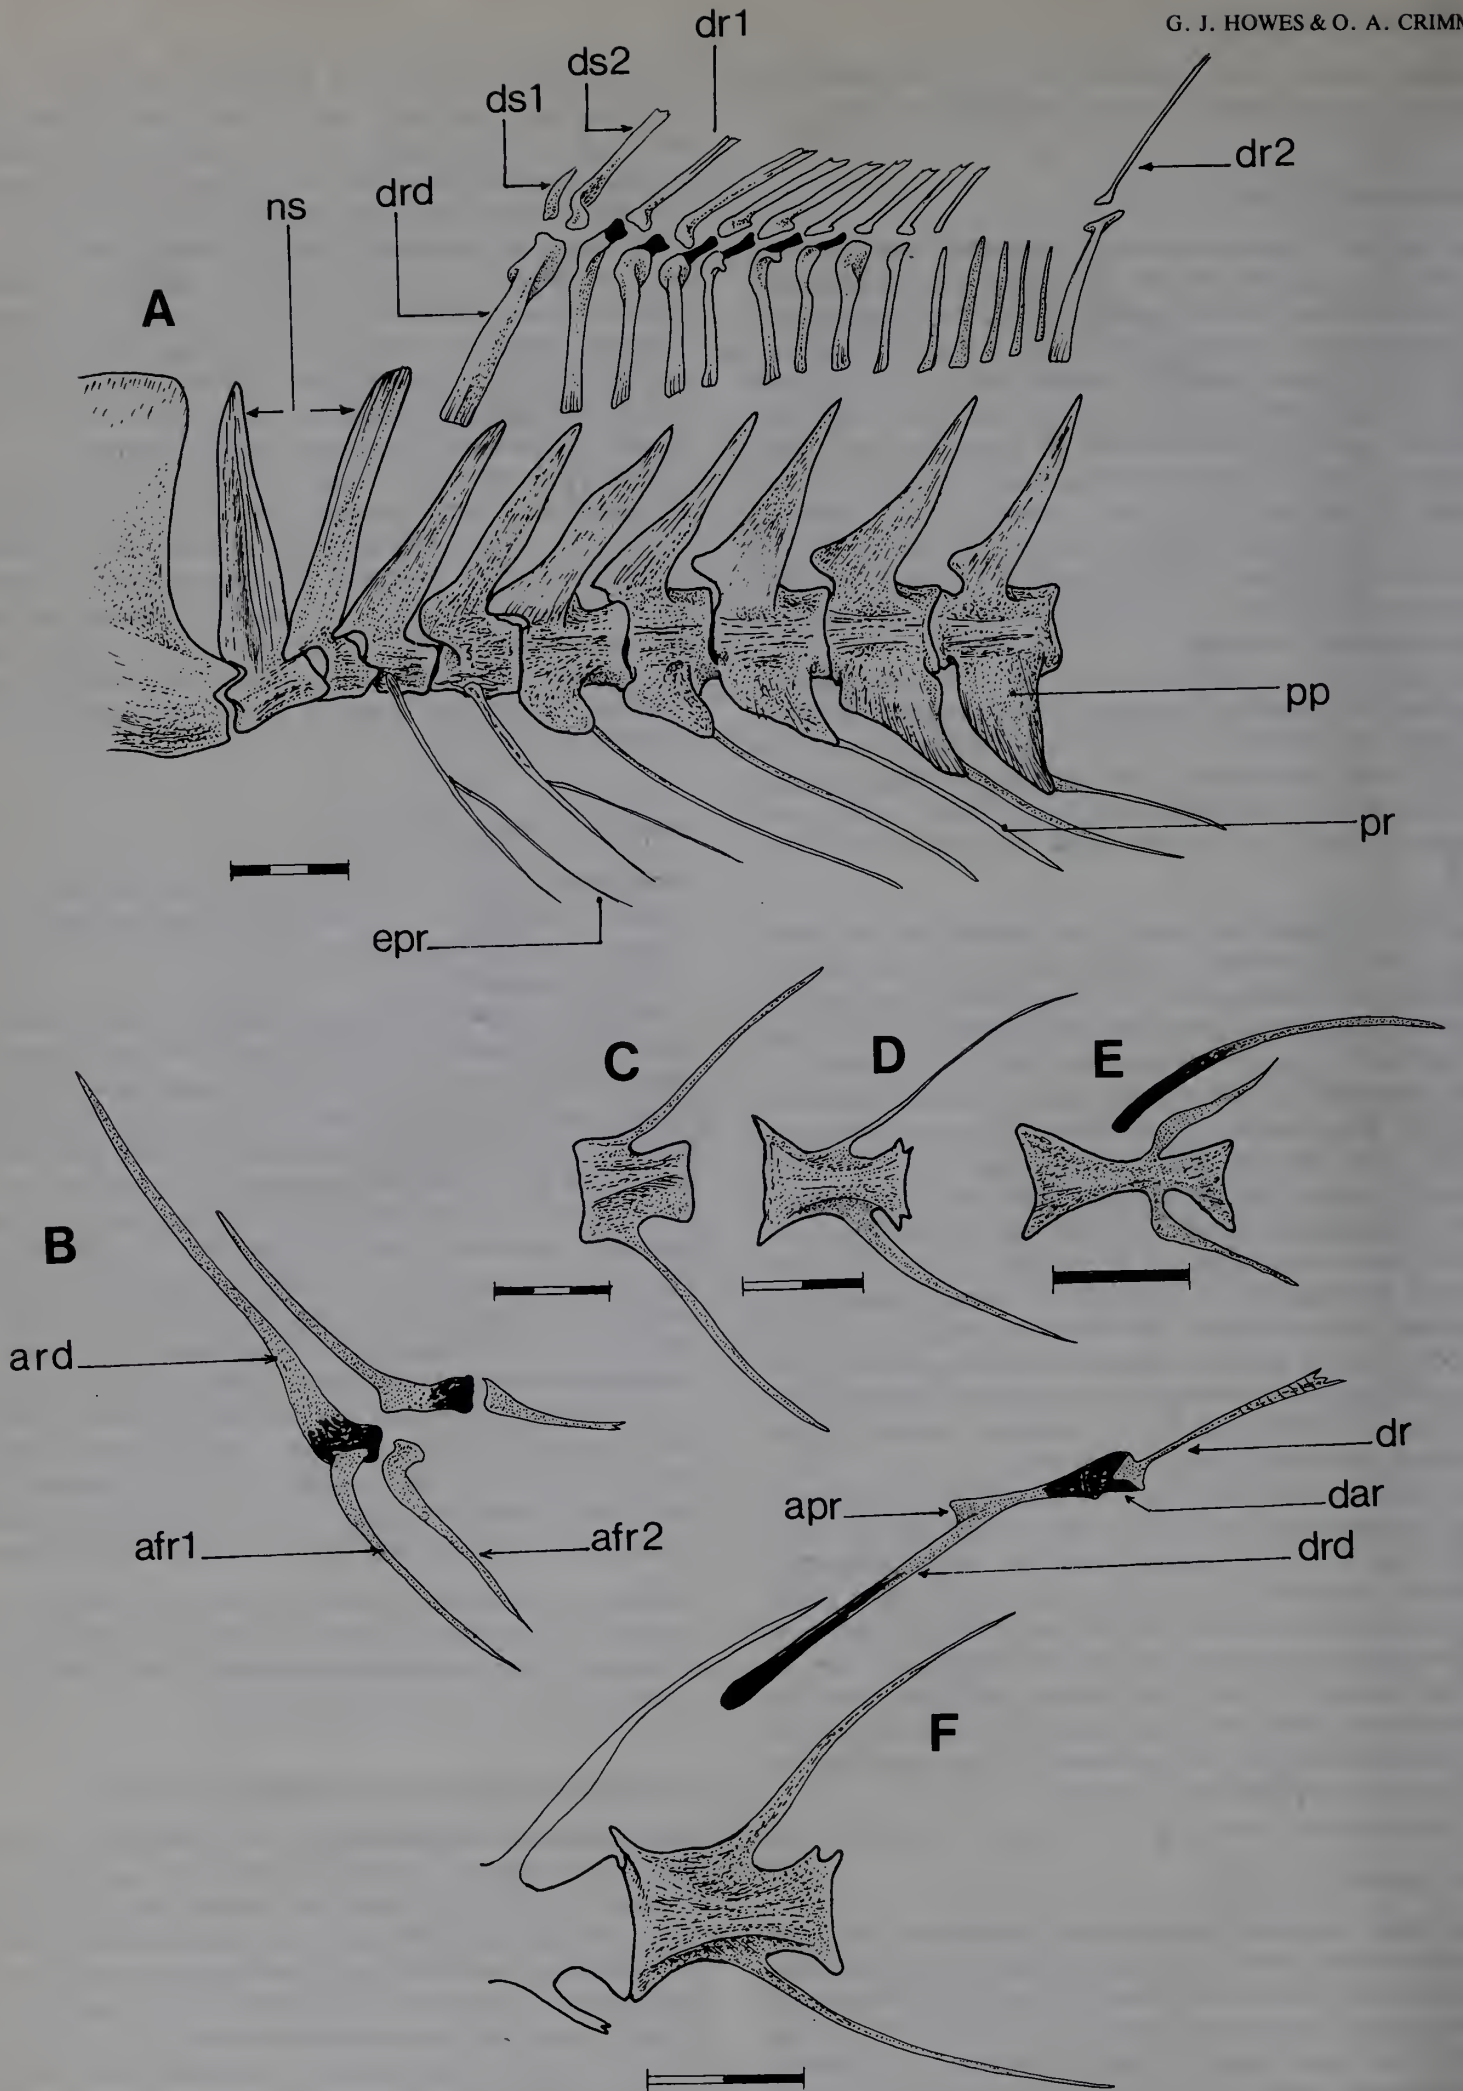 G. J. HOWES & O. A. CRIMM
dr1
ds2
ds1
dr2
drd
ns
A
pp
pr
epr
C
D
E
B
ard
dr
apr
dar
afr1
afr2
drd
F